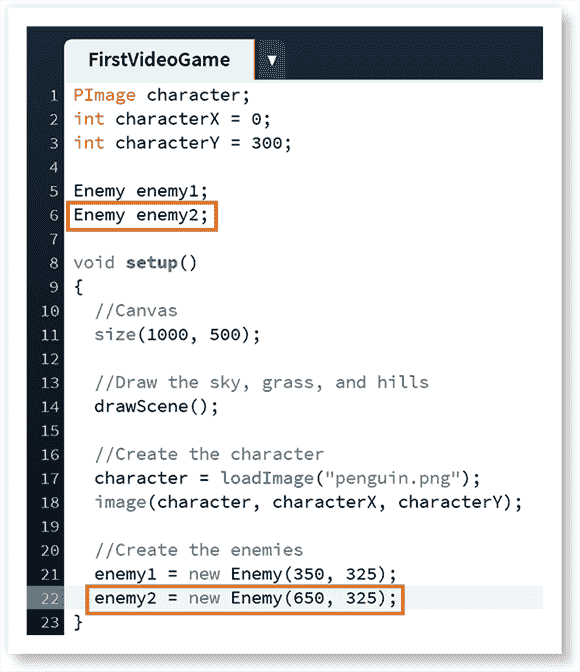 FirstVideoGame ▼
1 PImage character;
2 int characterX = 0;
3 int characterY = 300;
4
5 Enemy enemy1;
6 Enemy enemy2;
7
8 void setup()
9 {
10 //Canvas
11 size(1000, 500);
12
13 //Draw the sky, grass, and hills
14 drawScene();
15
16 //Create the character
17 character = loadImage("penguin.png");
18 image(character, characterX, characterY);
19
20 //Create the enemies
21 enemy1 = new Enemy(350, 325);
22 enemy2 = new Enemy(650, 325);
23 }